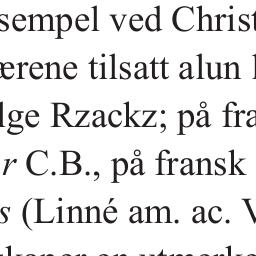 sempel ved Christ
ærene tilsatt alun
lge Rzackz; på fra
r C.B., på fransk
s (Linné am. ac. V